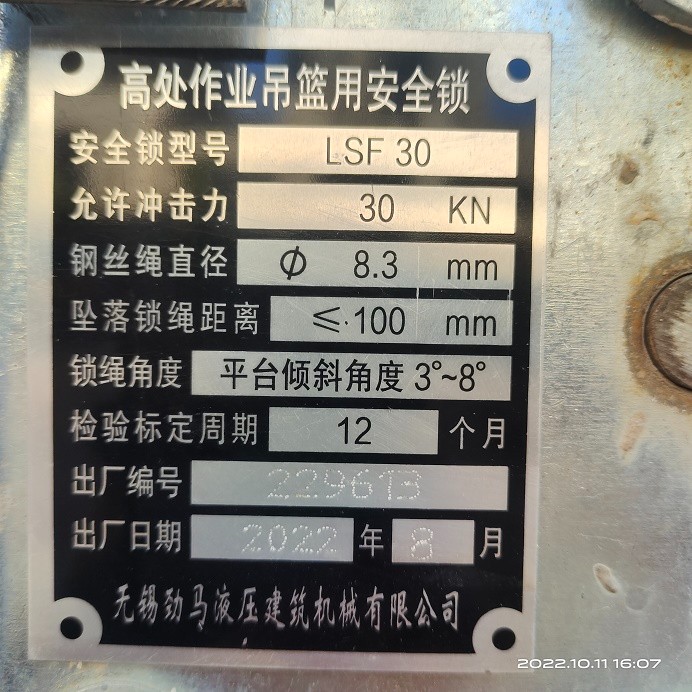 高处作业吊篮用安全锁
安全锁型号 LSF 30
允许冲击力 30 KN
钢丝绳直径 Φ 8.3 mm
坠落锁绳距离 ≤·100 mm
锁绳角度 平台倾斜角度 3°~8°
检验标定周期 12 个月
出厂编号 229613
出厂日期 2022 年 8 月
无锡劲马液压建筑机械有限公司
2022.10.11 16:07